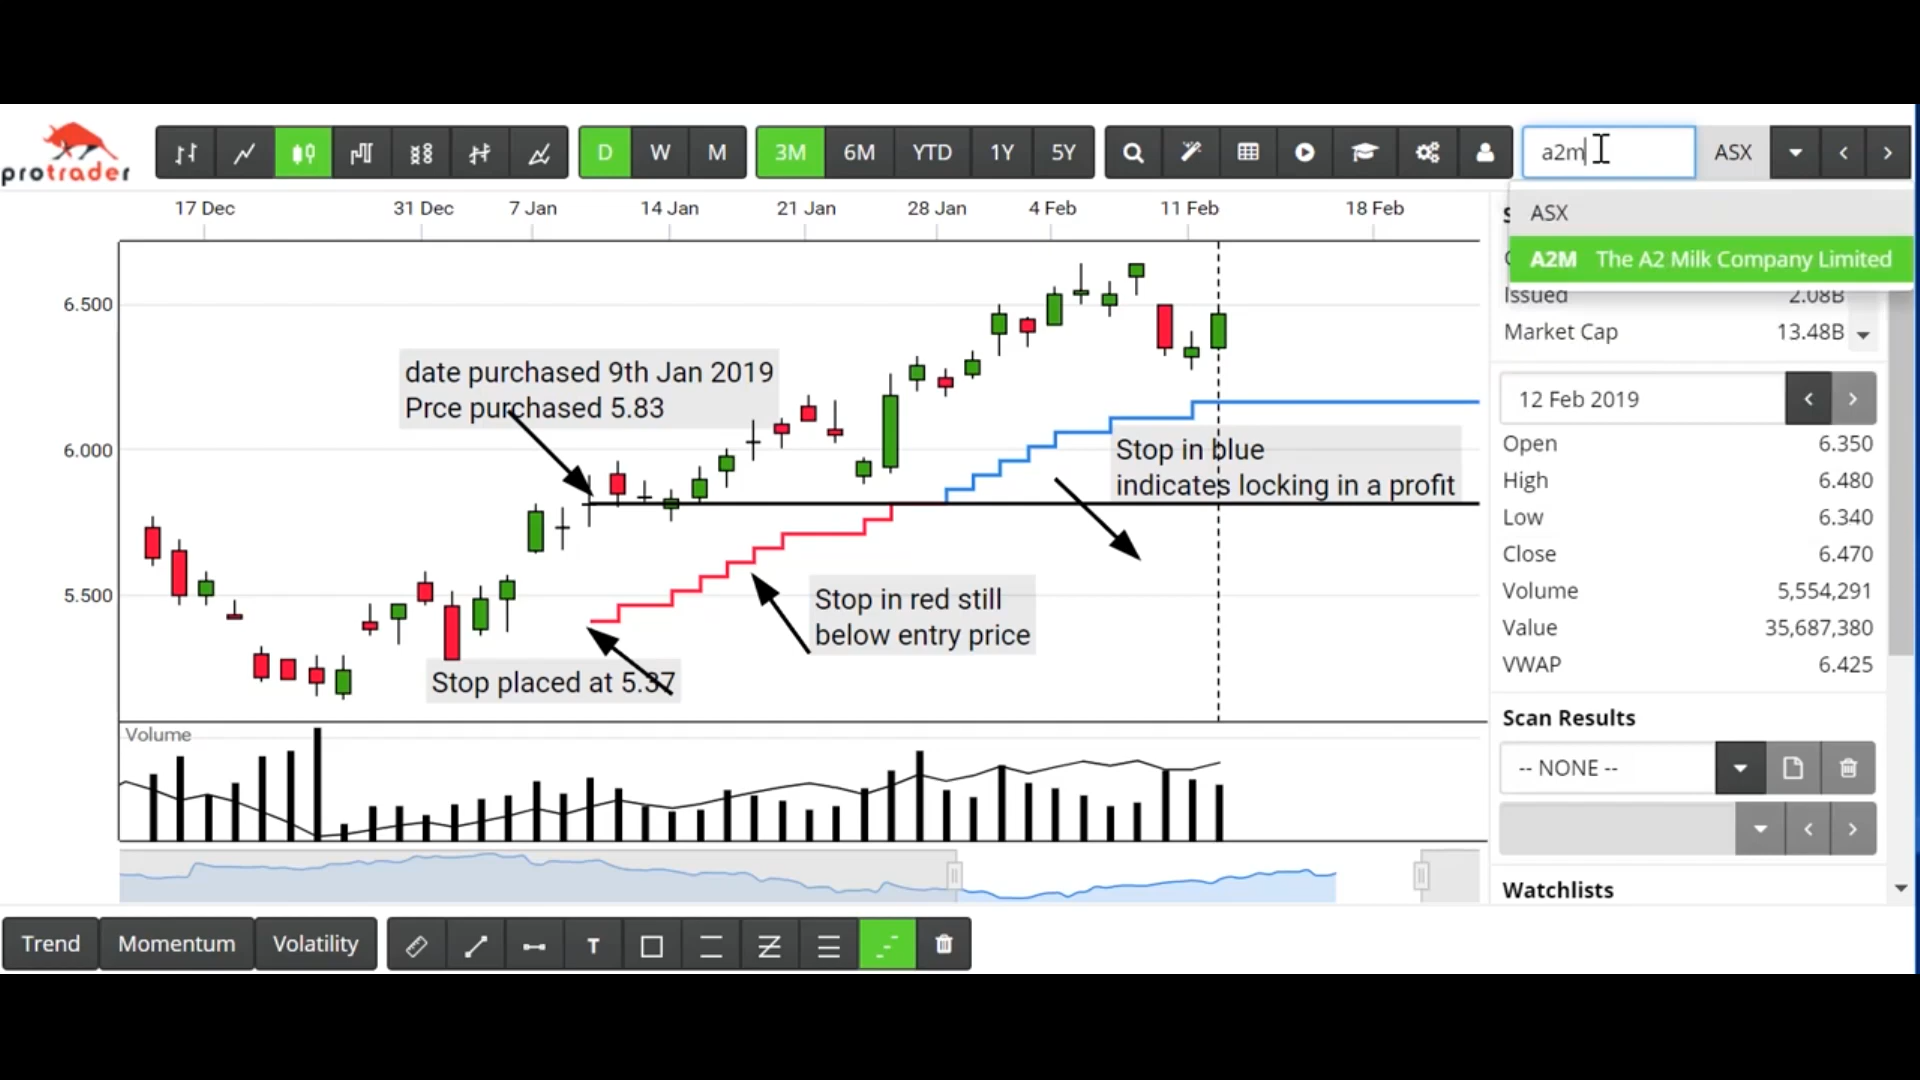 protrader
D W M
3M 6M YTD 1Y 5Y
a2m
ASX
ASX
A2M The A2 Milk Company Limited
17 Dec 31 Dec 7 Jan 14 Jan 21 Jan 28 Jan 4 Feb 11 Feb 18 Feb
6.500
6.000
5.500
date purchased 9th Jan 2019
Prce purchased 5.83
Stop in blue
indicates locking in a profit
Stop in red still
below entry price
Stop placed at 5.37
Volume
Issued 2.08B
Market Cap 13.48B
12 Feb 2019
Open 6.350
High 6.480
Low 6.340
Close 6.470
Volume 5,554,291
Value 35,687,380
VWAP 6.425
Scan Results
-- NONE --
Watchlists
Trend Momentum Volatility
T